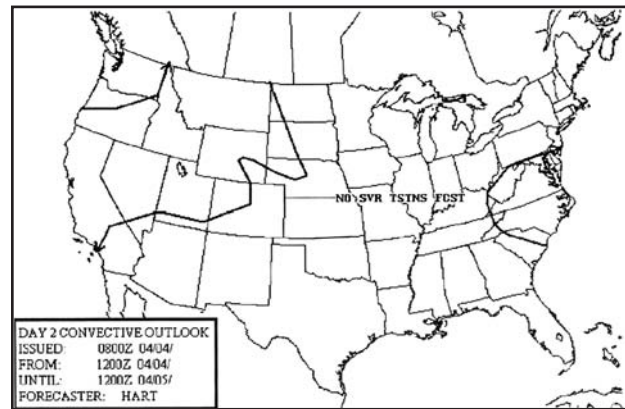 NO SVR TSTMS FCST
DAY 2 CONVECTIVE OUTLOOK
ISSUED: 0800Z 04/04/
FROM: 1200Z 04/04/
UNTIL: 1200Z 04/05/
FORECASTER: HART